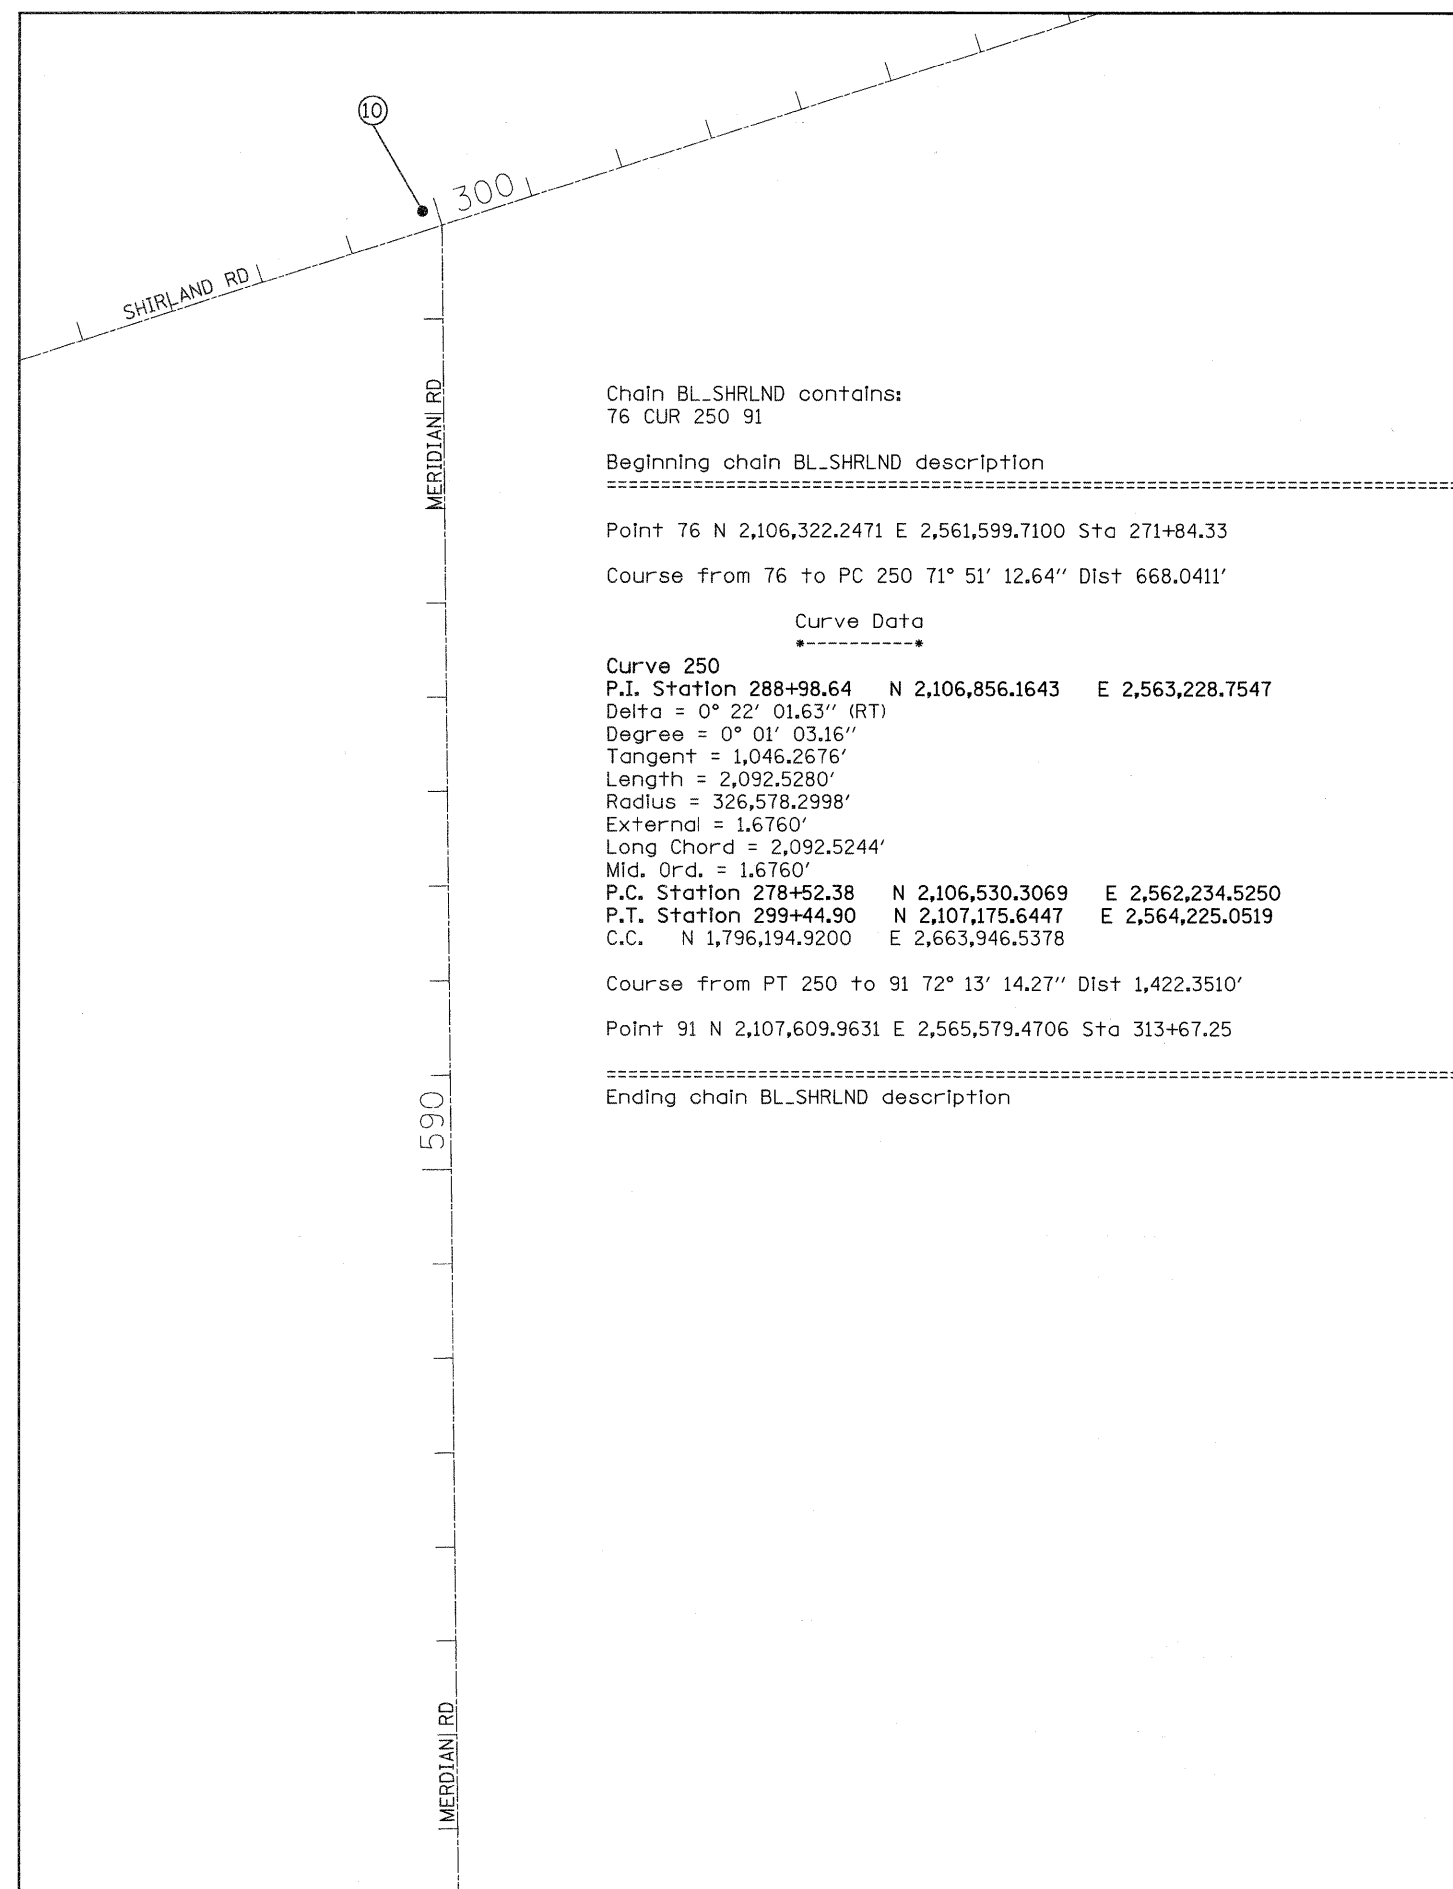 10
300
SHIRLAND RD
MERIDIAN RD
Chain BL_SHRLND contains:
76 CUR 250 91
Beginning chain BL_SHRLND description
================================================================================
Point 76 N 2,106,322.2471 E 2,561,599.7100 Sta 271+84.33
Course from 76 to PC 250 71° 51' 12.64" Dist 668.0411'
Curve Data
*----------*
Curve 250
P.I. Station 288+98.64 N 2,106,856.1643 E 2,563,228.7547
Delta = 0° 22' 01.63" (RT)
Degree = 0° 01' 03.16"
Tangent = 1,046.2676'
Length = 2,092.5280'
Radius = 326,578.2998'
External = 1.6760'
Long Chord = 2,092.5244'
Mid. Ord. = 1.6760'
P.C. Station 278+52.38 N 2,106,530.3069 E 2,562,234.5250
P.T. Station 299+44.90 N 2,107,175.6447 E 2,564,225.0519
C.C. N 1,796,194.9200 E 2,663,946.5378
Course from PT 250 to 91 72° 13' 14.27" Dist 1,422.3510'
Point 91 N 2,107,609.9631 E 2,565,579.4706 Sta 313+67.25
================================================================================
Ending chain BL_SHRLND description
590
MERDIAN RD